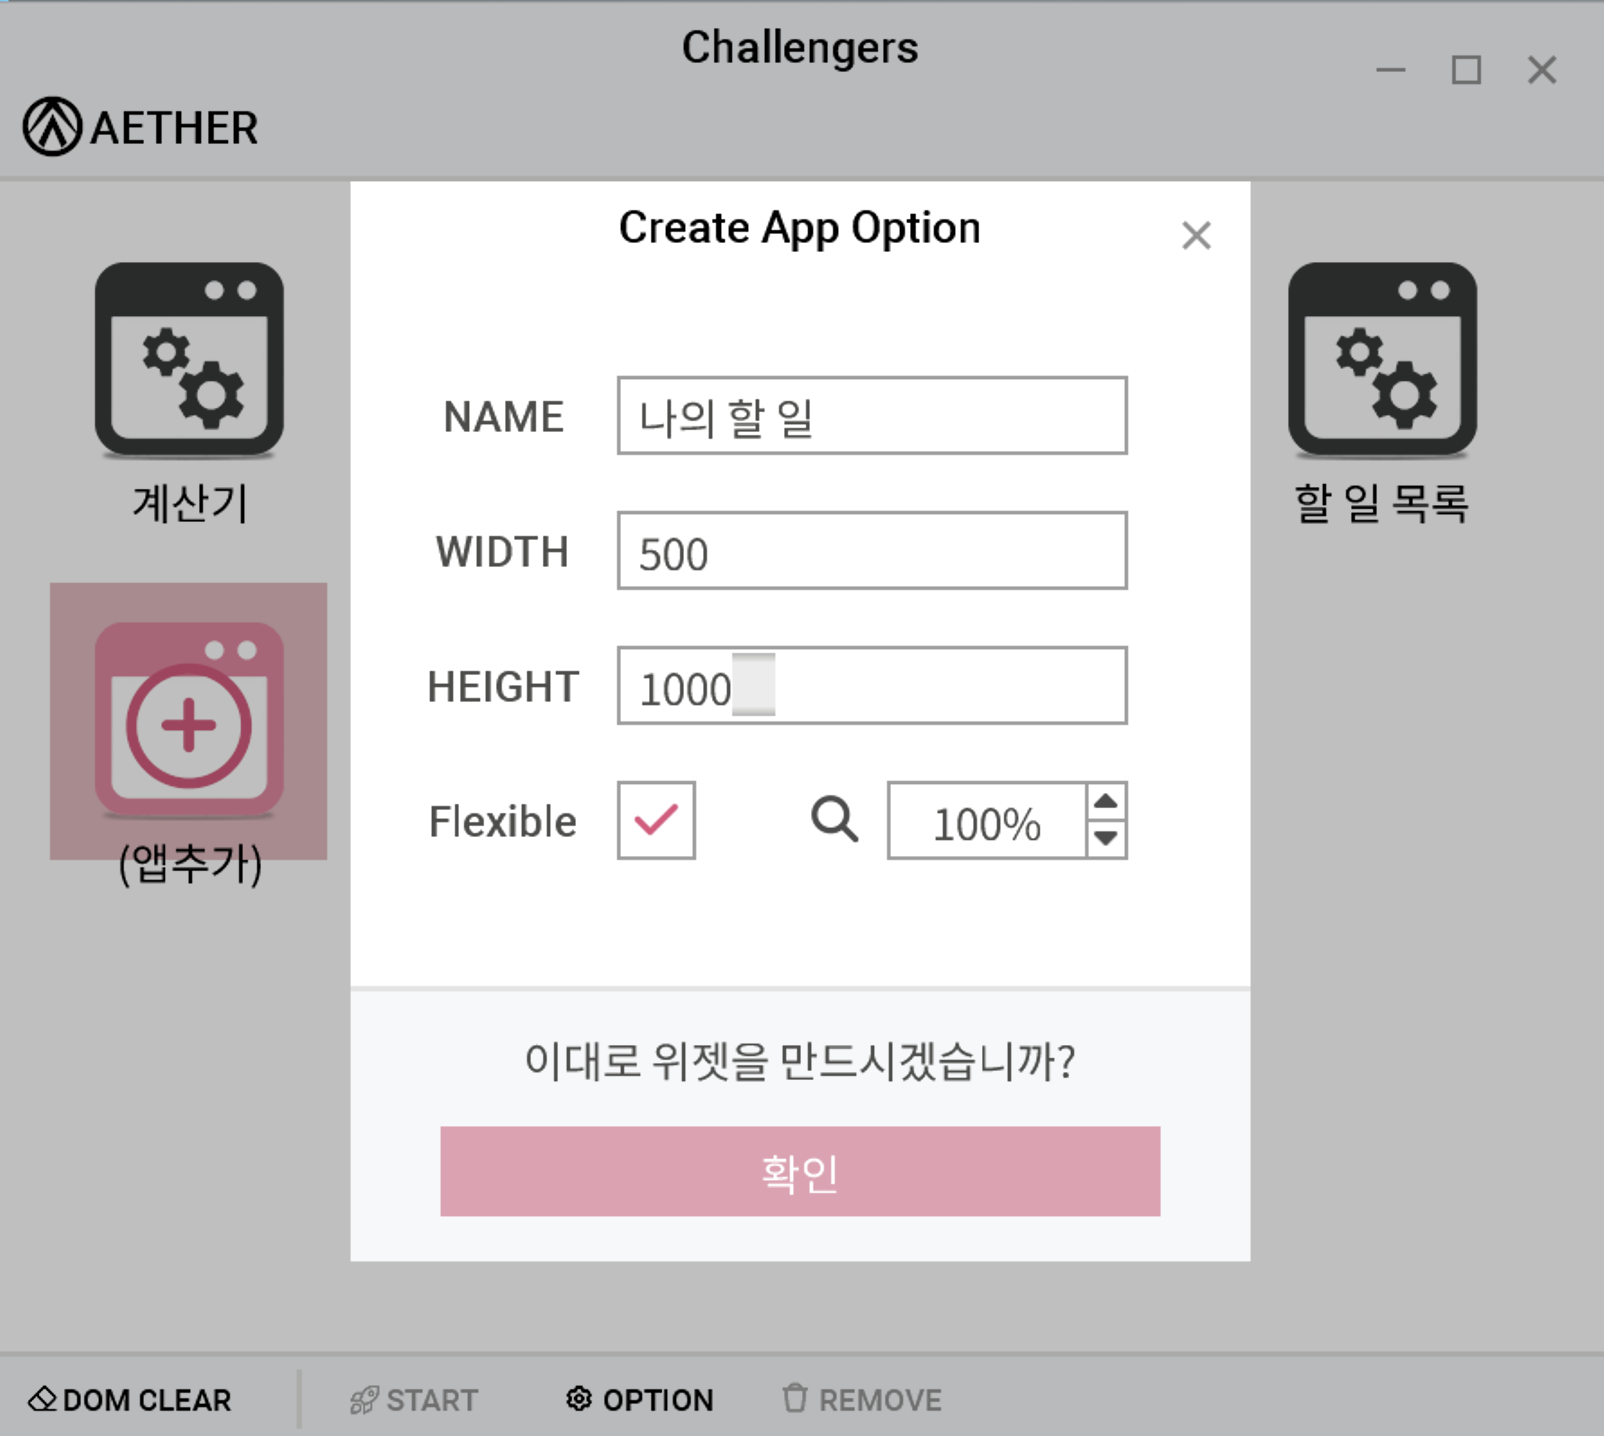 Challengers
AETHER
Create App Option
NAME
나의 할 일
WIDTH
500
HEIGHT
1000
Flexible
100%
계산기
할 일 목록
(앱추가)
이대로 위젯을 만드시겠습니까?
확인
DOM CLEAR
START
OPTION
REMOVE